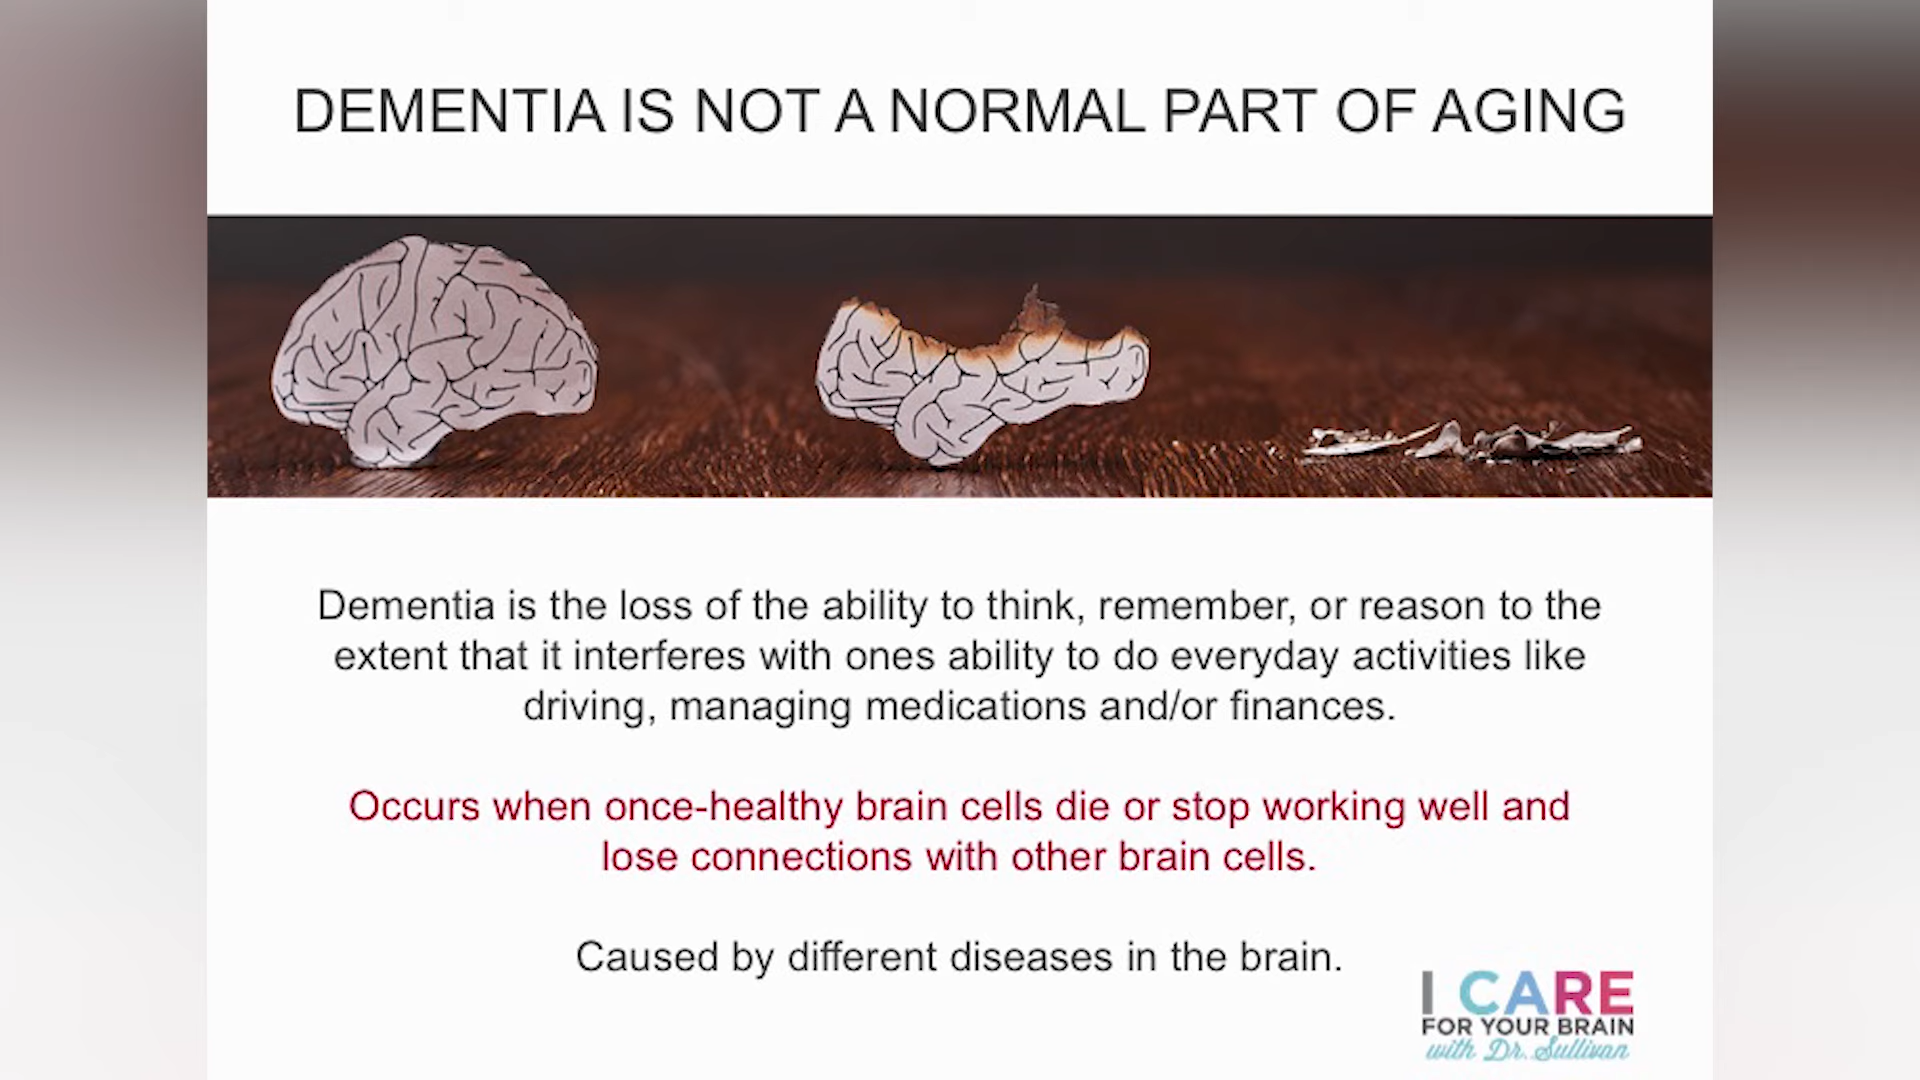 DEMENTIA IS NOT A NORMAL PART OF AGING
Dementia is the loss of the ability to think, remember, or reason to the
extent that it interferes with ones ability to do everyday activities like
driving, managing medications and/or finances.
Occurs when once-healthy brain cells die or stop working well and
lose connections with other brain cells.
Caused by different diseases in the brain.
I CARE
FOR YOUR BRAIN
with Dr. Sullivan